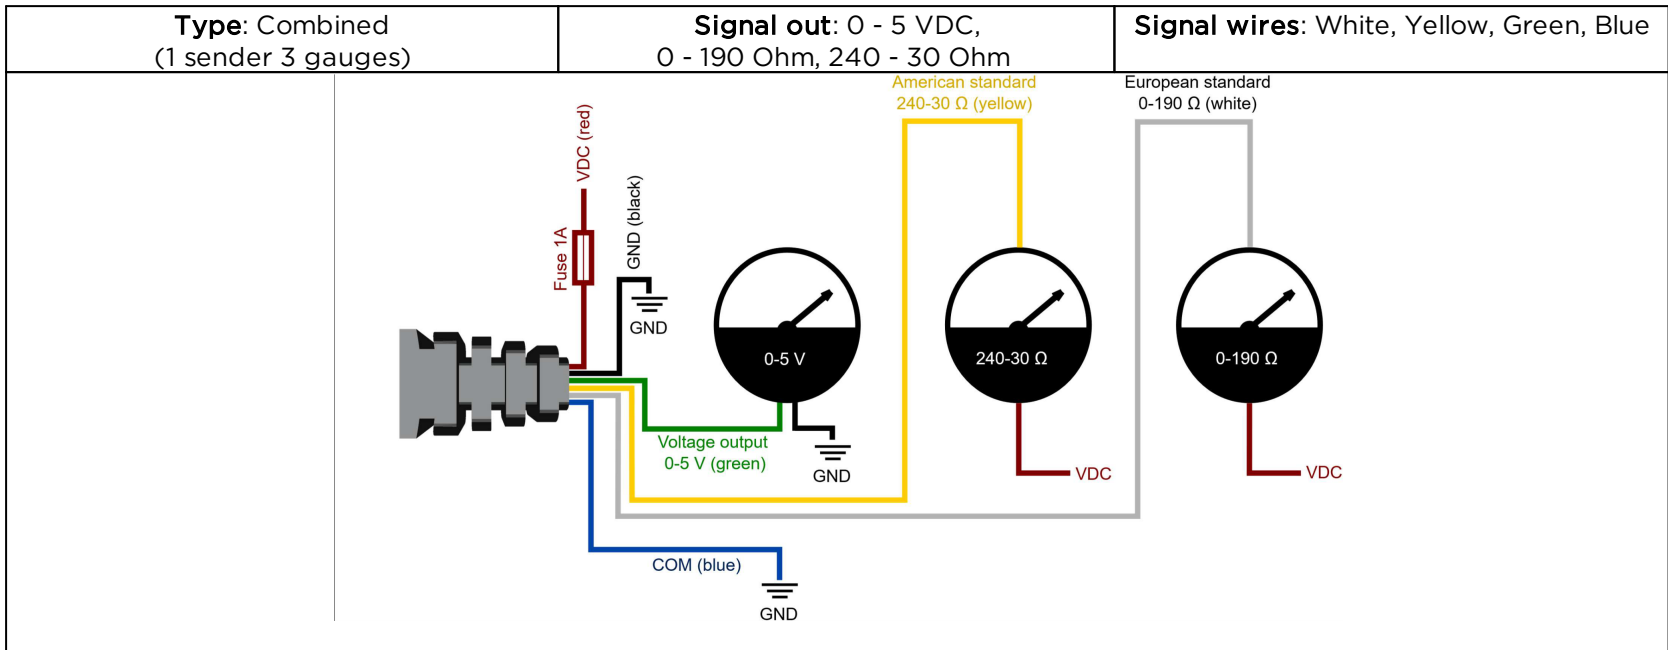 Type: Combined
(1 sender 3 gauges)
Signal out: 0 - 5 VDC,
0 - 190 Ohm, 240 - 30 Ohm
Signal wires: White, Yellow, Green, Blue
American standard
240-30 Ω (yellow)
European standard
0-190 Ω (white)
VDC (red)
Fuse 1A
GND (black)
GND
0-5 V
240-30 Ω
0-190 Ω
Voltage output
0-5 V (green)
GND
VDC
VDC
COM (blue)
GND